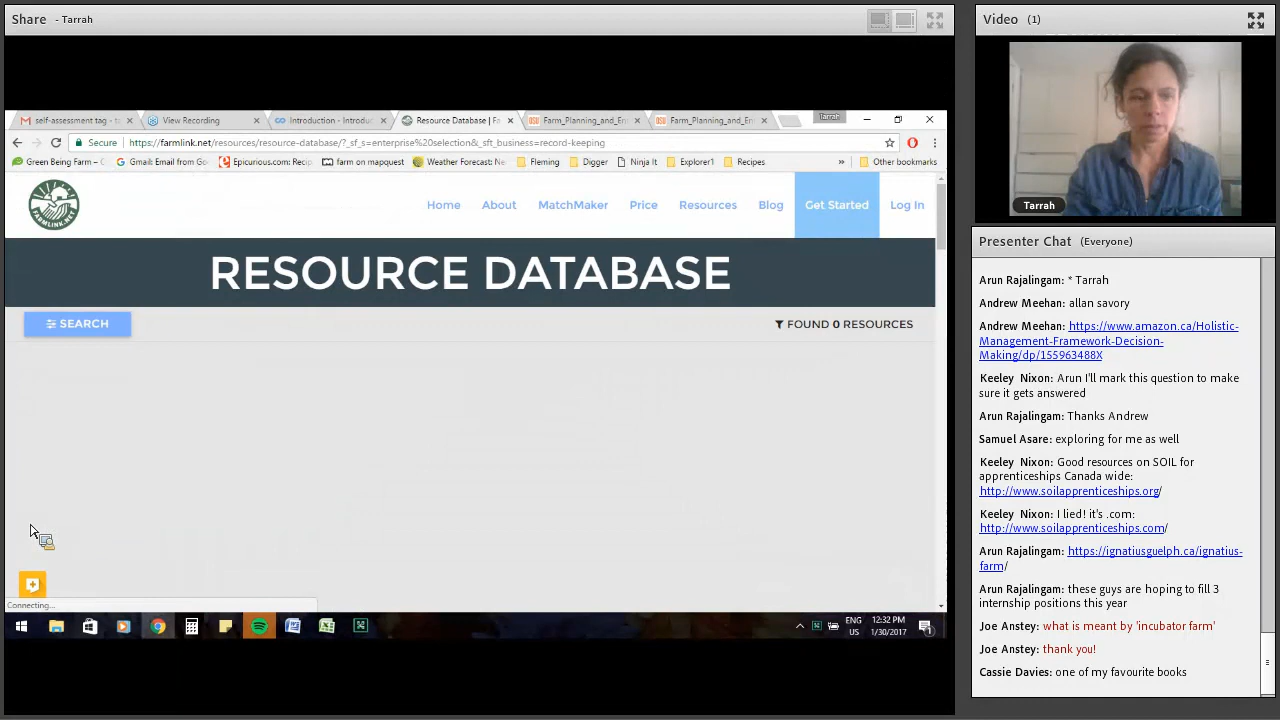 Share - Tarrah
Video (1)
self-assessment tag - t
View Recording
Introduction - Introduc
Resource Database | Fa
Farm_Planning_and_En
Farm_Planning_and_En
Tarrah
Secure https://farmlink.net/resources/resource-database/?_sf_s=enterprise%20selection&_sft_business=record-keeping
Green Being Farm –
Gmail: Email from Go
Epicurious.com: Recip
farm on mapquest
Weather Forecast: Ne
Fleming
Digger
Ninja It
Explorer1
Recipes
»
Other bookmarks
FARMLINK.NET
Home About MatchMaker Price Resources Blog Get Started Log In
RESOURCE DATABASE
SEARCH
FOUND 0 RESOURCES
Connecting...
ENG
US
12:32 PM
1/30/2017
1
Tarrah
Presenter Chat (Everyone)
Arun Rajalingam: * Tarrah
Andrew Meehan: allan savory
Andrew Meehan: https://www.amazon.ca/Holistic-
Management-Framework-Decision-
Making/dp/155963488X
Keeley Nixon: Arun I'll mark this question to make
sure it gets answered
Arun Rajalingam: Thanks Andrew
Samuel Asare: exploring for me as well
Keeley Nixon: Good resources on SOIL for
apprenticeships Canada wide:
http://www.soilapprenticeships.org/
Keeley Nixon: I lied! it's .com:
http://www.soilapprenticeships.com/
Arun Rajalingam: https://ignatiusguelph.ca/ignatius-
farm/
Arun Rajalingam: these guys are hoping to fill 3
internship positions this year
Joe Anstey: what is meant by 'incubator farm'
Joe Anstey: thank you!
Cassie Davies: one of my favourite books